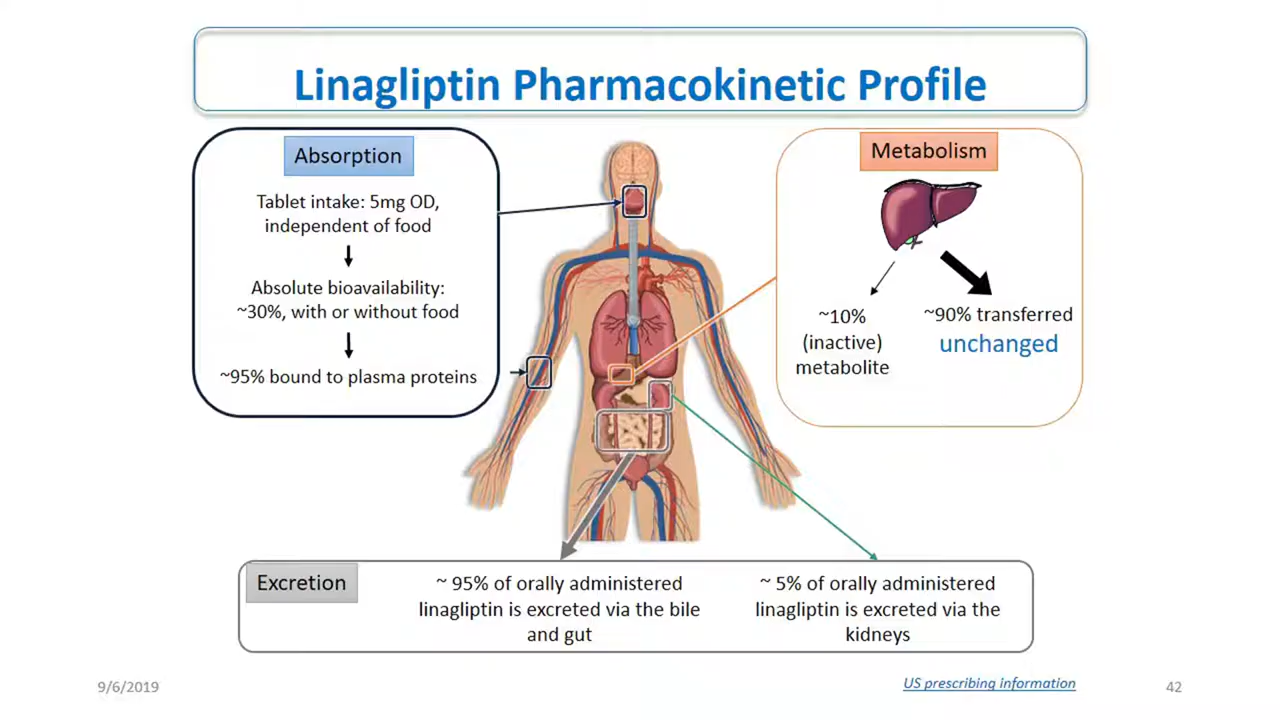 Linagliptin Pharmacokinetic Profile
Absorption
Tablet intake: 5mg OD,
independent of food
Absolute bioavailability:
~30%, with or without food
~95% bound to plasma proteins
Metabolism
~10%
(inactive)
metabolite
~90% transferred
unchanged
Excretion
~ 95% of orally administered
linagliptin is excreted via the bile
and gut
~ 5% of orally administered
linagliptin is excreted via the
kidneys
9/6/2019
US prescribing information
42